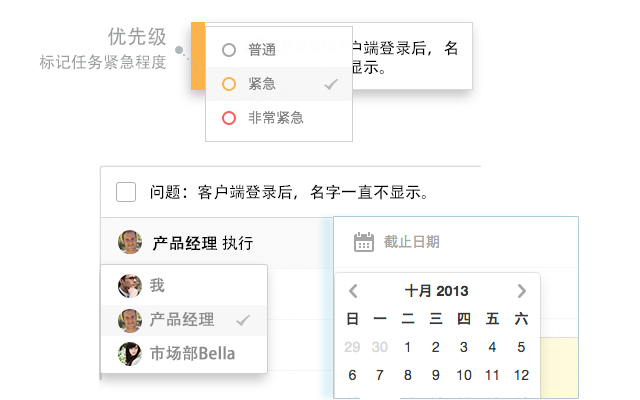 优先级
标记任务紧急程度
户端登录后，名
显示。
普通
紧急
非常紧急
问题：客户端登录后，名字一直不显示。
产品经理 执行
我
产品经理
市场部Bella
截止日期
十月 2013
日 一 二 三 四 五 六
29 30 1 2 3 4 5
6 7 8 9 10 11 12